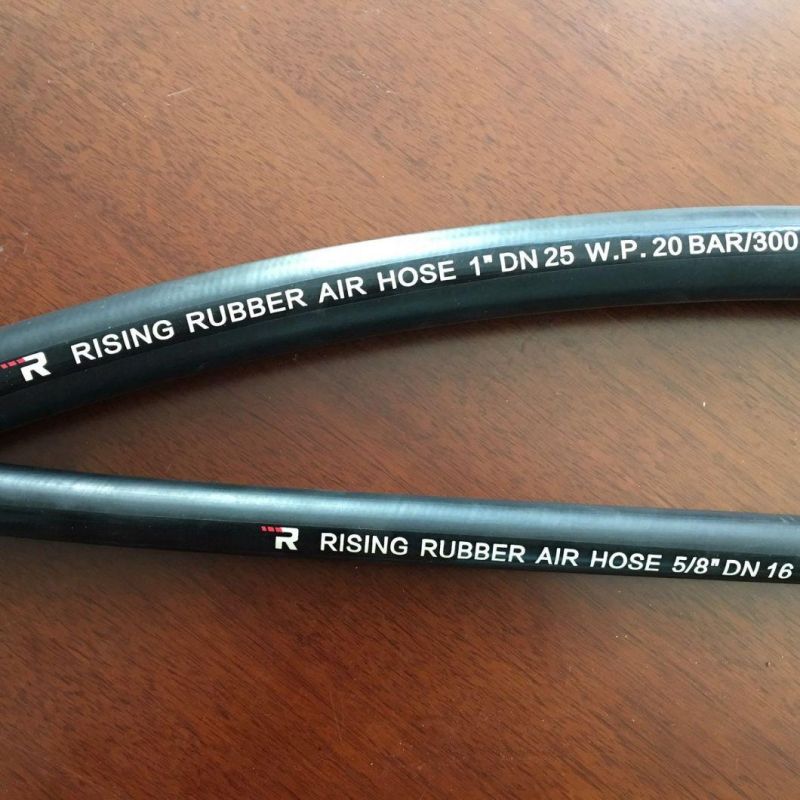 R RISING RUBBER AIR HOSE 1" DN 25 W.P. 20 BAR/300
R RISING RUBBER AIR HOSE 5/8" DN 16